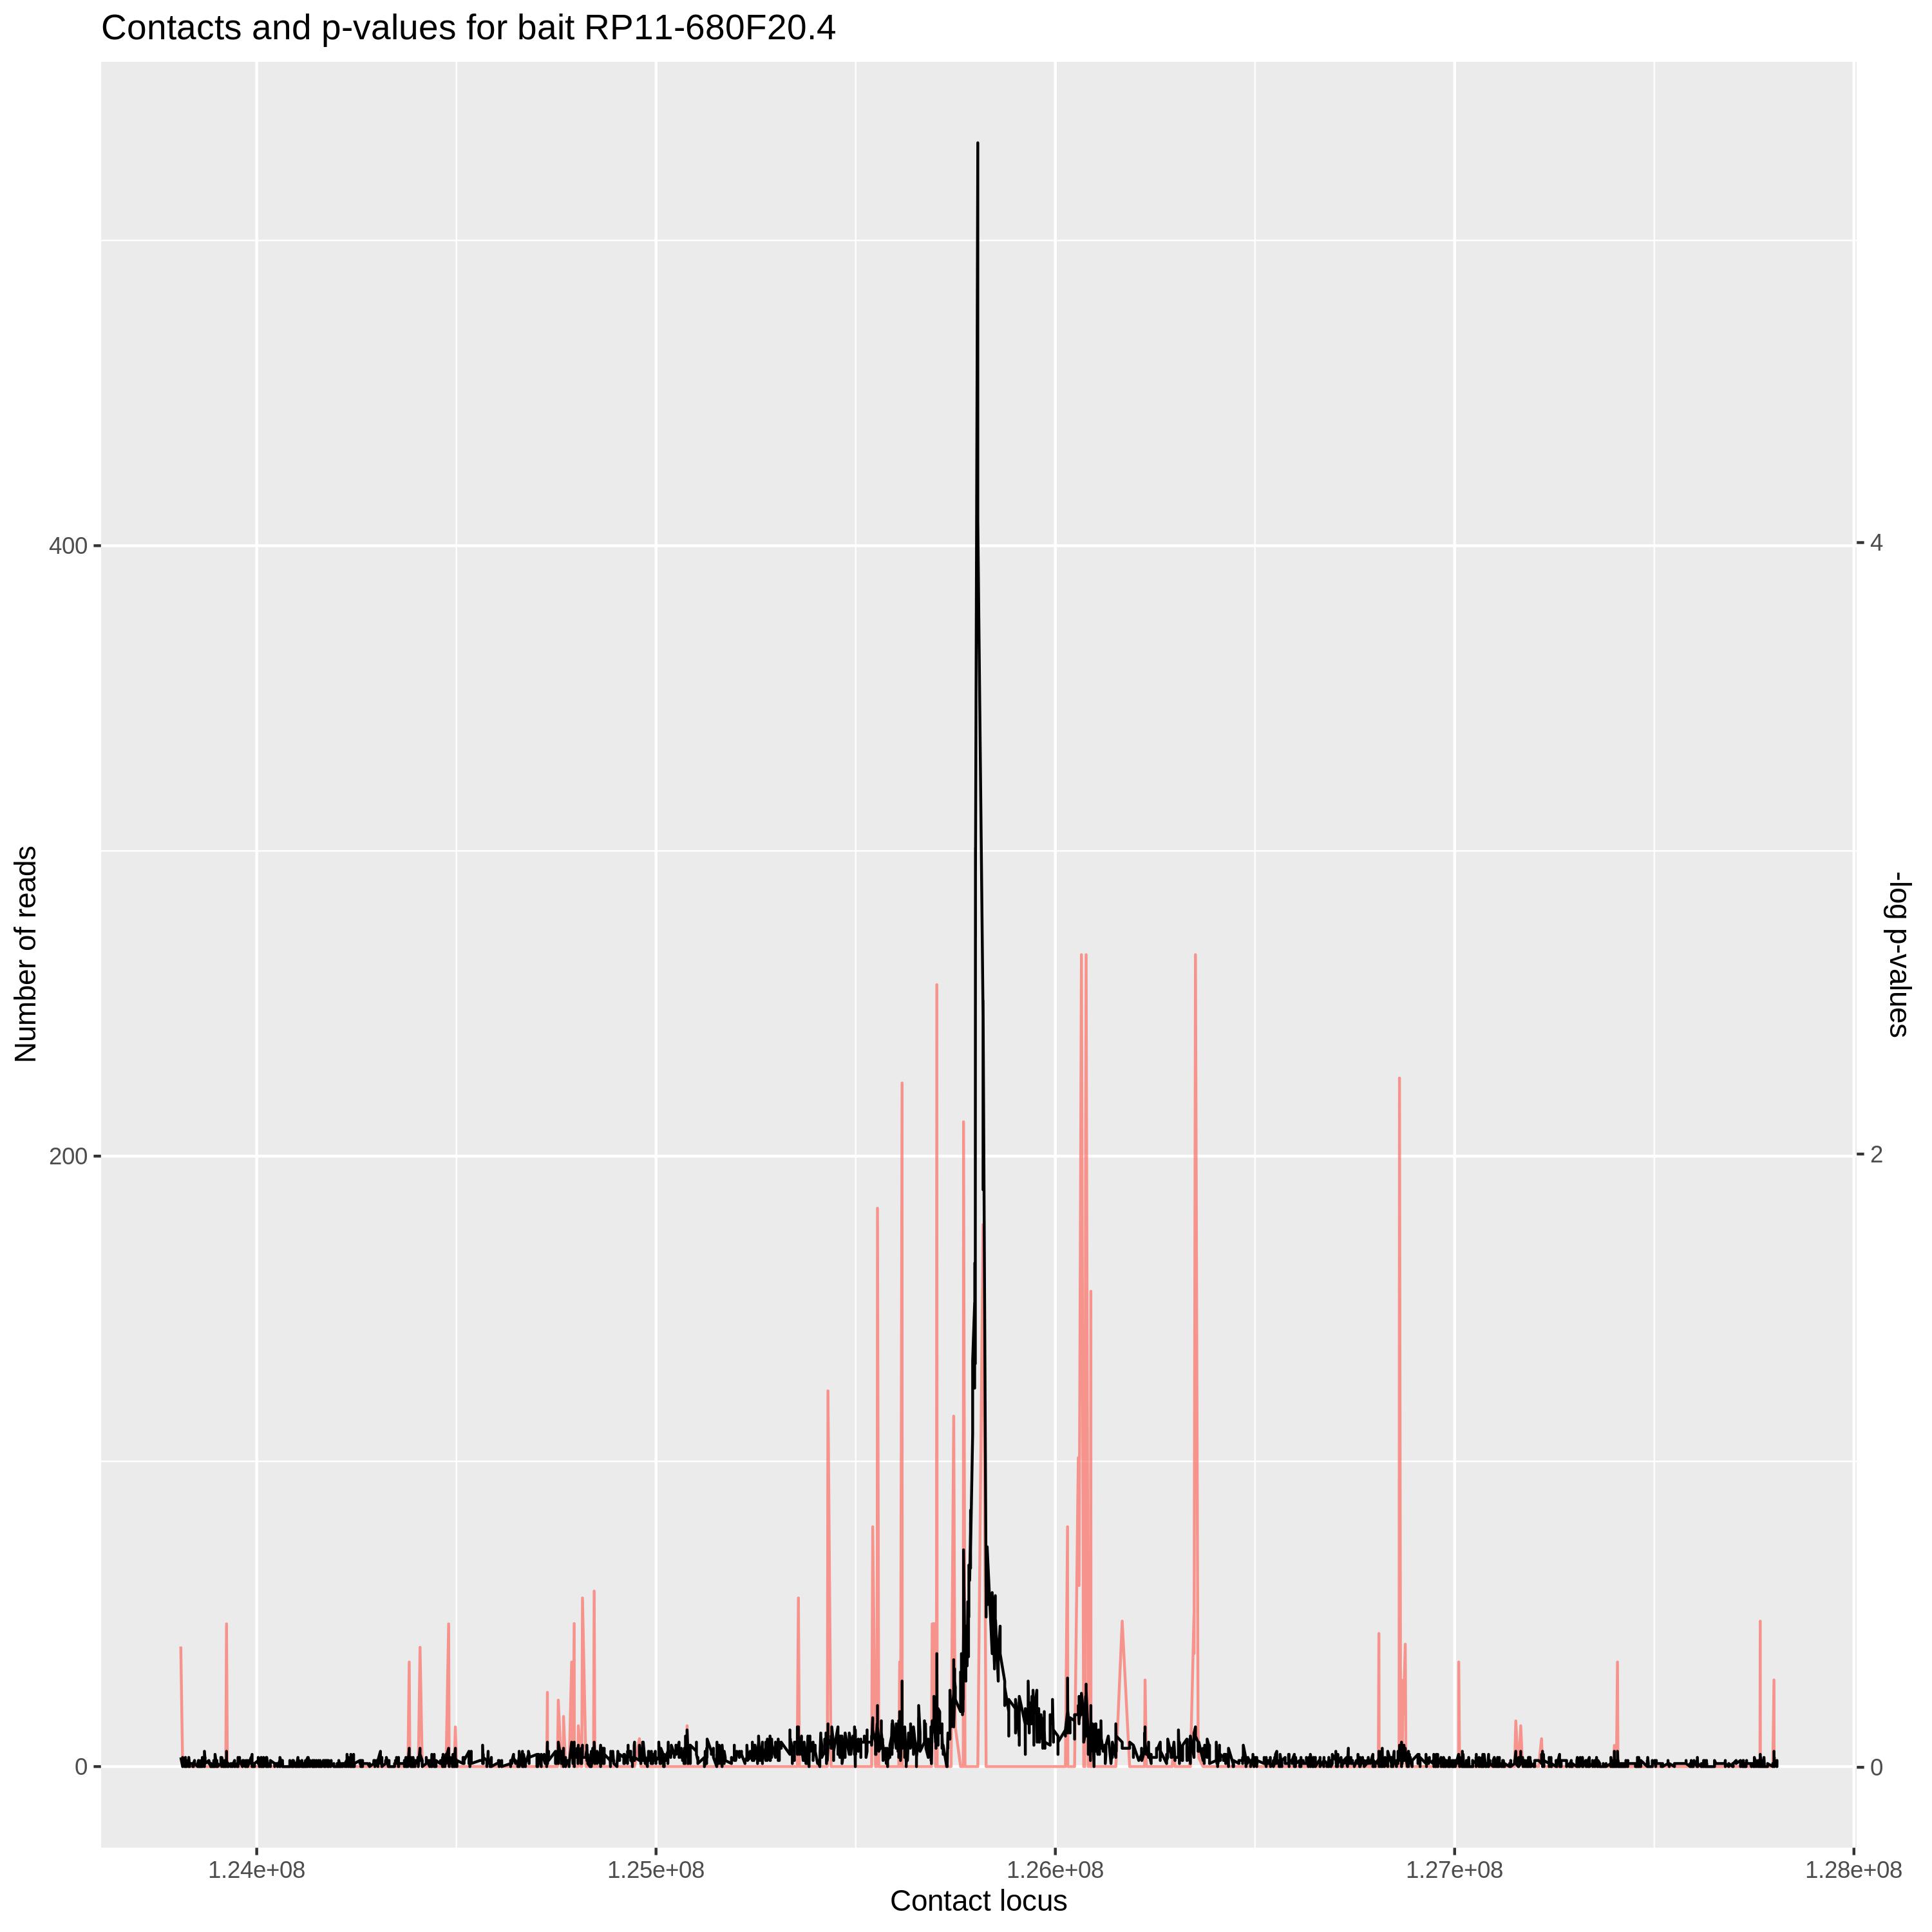 Contacts and p-values for bait RP11-680F20.4
Number of reads
400
200
0
4
2
0
-log p-values
1.24e+08
1.25e+08
1.26e+08
1.27e+08
1.28e+08
Contact locus